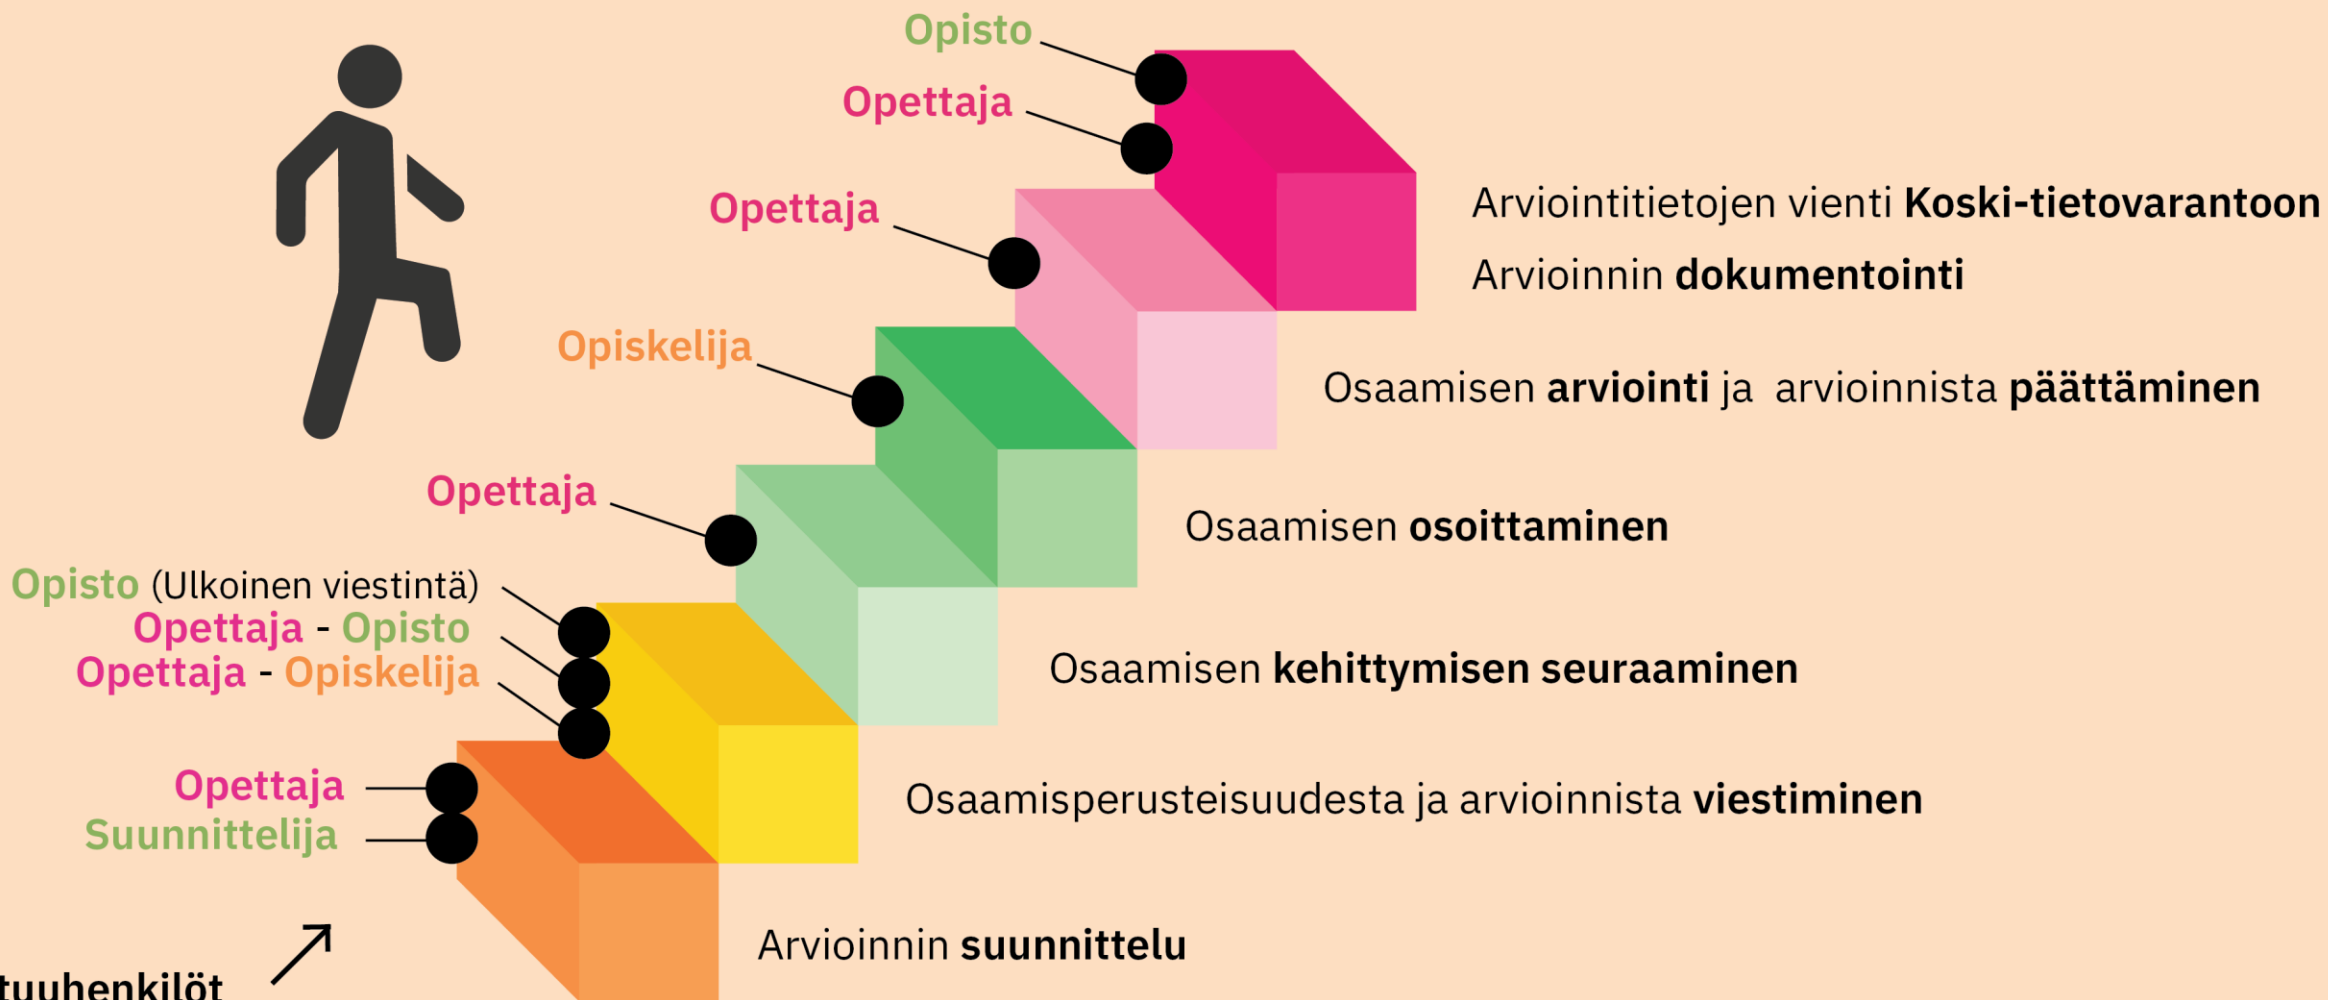 Opisto
Opettaja
Arviointitietojen vienti Koski-tietovarantoon
Opettaja
Arvioinnin dokumentointi
Opiskelija
Osaamisen arviointi ja arvioinnista päättäminen
Opettaja
Osaamisen osoittaminen
Opisto (Ulkoinen viestintä)
Opettaja - Opisto
Opettaja - Opiskelija
Osaamisen kehittymisen seuraaminen
Opettaja
Suunnittelija
Osaamisperusteisuudesta ja arvioinnista viestiminen
Arvioinnin suunnittelu